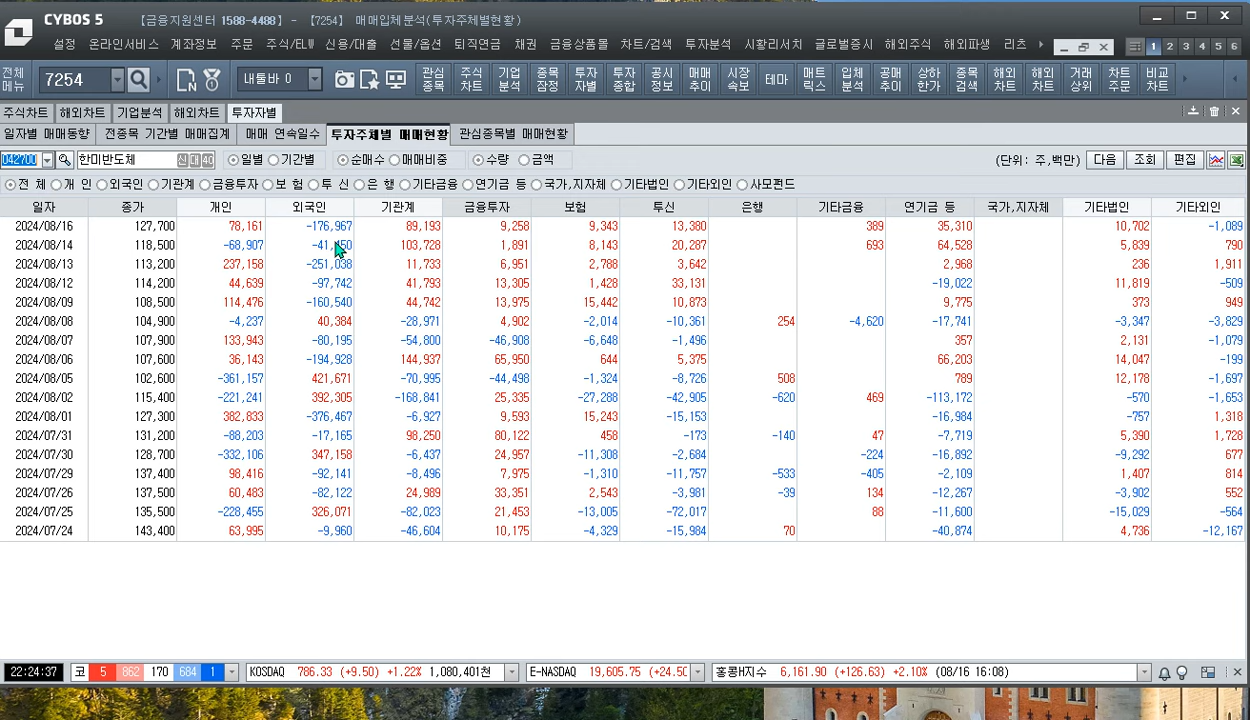 CYBOS 5 【금융지원센터 1588-4488】 - 【7254】 매매입체분석(투자주체별현황)
설정 온라인서비스 계좌정보 주문 주식/ELW 신용/대출 선물/옵션 퇴직연금 채권 금융상품몰 차트/검색 투자분석 시황리서치 글로벌증시 해외주식 해외파생 리츠 1 2 3 4 5 6
전체메뉴 7254 내툴바 0 관심종목 주식차트 기업분석 종목잠정 투자자별 투자종합 공시정보 매매추이 시장속보 테마 매트릭스 입체분석 공매추이 상하한가 종목검색 해외차트 해외차트 거래상위 차트주문 비교차트
주식차트 해외차트 기업분석 해외차트 투자자별
일자별 매매동향 전종목 기간별 매매집계 매매 연속일수 투자주체별 매매현황 관심종목별 매매현황
042700 한미반도체 신 대 40 일별 기간별 순매수 매매비중 수량 금액 (단위: 주,백만) 다음 조회 편집
전 체 개 인 외국인 기관계 금융투자 보 험 투 신 은 행 기타금융 연기금 등 국가,지자체 기타법인 기타외인 사모펀드
일자 종가 개인 외국인 기관계 금융투자 보험 투신 은행 기타금융 연기금 등 국가,지자체 기타법인 기타외인
2024/08/16 127,700 78,161 -176,967 89,193 9,258 9,343 13,380 389 35,310 10,702 -1,089
2024/08/14 118,500 -68,907 103,728 1,891 8,143 20,287 693 64,528 5,839 790
2024/08/13 113,200 237,158 -251,038 11,733 6,951 2,788 3,642 2,968 236 1,911
2024/08/12 114,200 44,639 -97,742 41,793 13,305 1,428 33,131 -19,022 11,819 -509
2024/08/09 108,500 114,476 -160,540 44,742 13,975 15,442 10,873 9,775 373 949
2024/08/08 104,900 -4,237 40,384 -28,971 4,902 -2,014 -10,361 254 -4,620 -17,741 -3,347 -3,829
2024/08/07 107,900 133,943 -80,195 -54,800 -46,908 -6,648 -1,496 357 2,131 -1,079
2024/08/06 107,600 36,143 -194,928 144,937 65,950 644 5,375 66,203 14,047 -199
2024/08/05 102,600 -361,157 421,671 -70,995 -44,498 -1,324 -8,726 508 789 12,178 -1,697
2024/08/02 115,400 -221,241 392,305 -168,841 25,335 -27,288 -42,905 -620 469 -113,172 -570 -1,653
2024/08/01 127,300 382,833 -376,467 -6,927 9,593 15,243 -15,153 -16,984 -757 1,318
2024/07/31 131,200 -88,203 -17,165 98,250 80,122 458 -173 -140 47 -7,719 5,390 1,728
2024/07/30 128,700 -332,106 347,158 -6,437 24,957 -11,308 -2,684 -224 -16,892 -9,292 677
2024/07/29 137,400 98,416 -92,141 -8,496 7,975 -1,310 -11,757 -533 -405 -2,109 1,407 814
2024/07/26 137,500 60,483 -82,122 24,989 33,351 2,543 -3,981 -39 134 -12,267 -3,902 552
2024/07/25 135,500 -228,455 326,071 -82,023 21,453 -13,005 -72,017 88 -11,600 -15,029 -564
2024/07/24 143,400 63,995 -9,960 -46,604 10,175 -4,329 -15,984 70 -40,874 4,736 -12,167
22:24:37 코 5 862 170 684 1 KOSDAQ 786.33 (+9.50) +1.22% 1,080,401천 E-NASDAQ 19,605.75 (+24.50 홍콩H지수 6,161.90 (+126.63) +2.10% (08/16 16:08)